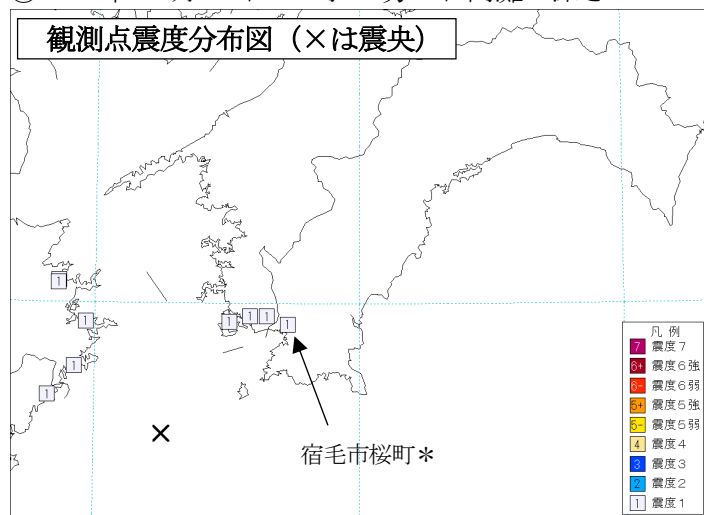 観測点震度分布図（×は震央）
1
1
1
1
1
1
1
1
宿毛市桜町＊
凡 例
7 震度７
6+ 震度６強
6- 震度６弱
5+ 震度５強
5- 震度５弱
4 震度４
3 震度３
2 震度２
1 震度１